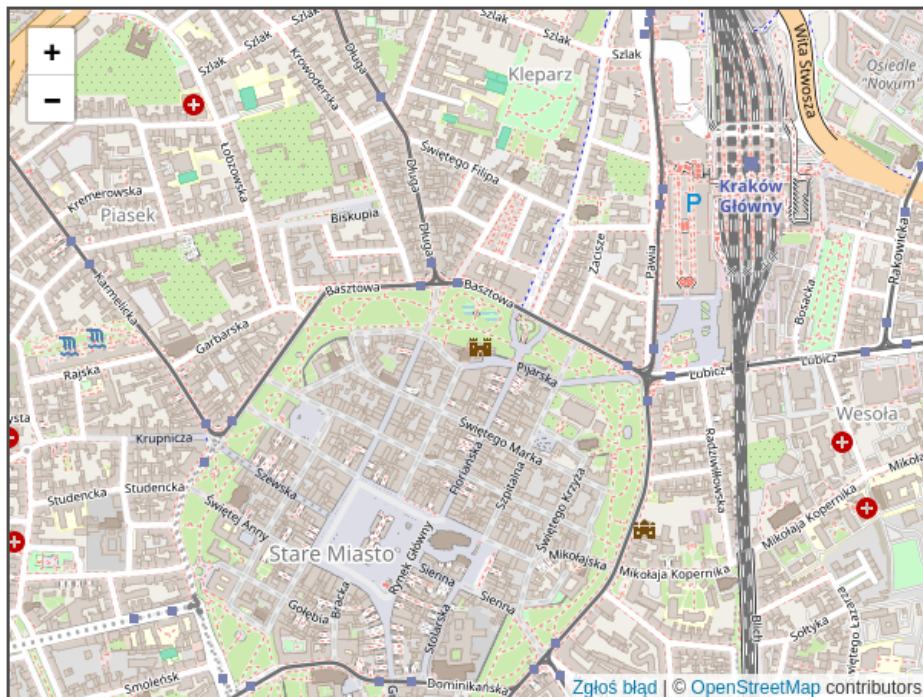 +
−
Szlak
Szlak
Szlak
Szlak
Długa
Krowoderska
Kleparz
Wita Stwosza
Osiedle
"Novum"
Łobzowska
Długa
Świętego Filipa
Kremerowska
Piasek
Biskupia
Długa
P
Kraków
Główny
Zacisze
Pawia
Rakowicka
Bosacka
Karmelicka
Basztowa
Basztowa
Garbarska
Rajska
Pijarska
Lubicz
Lubicz
Wesoła
Krupnicza
Świętego Marka
Floriańska
Szpitalna
Świętego Krzyża
Radziwiłłowska
Szewska
Studencka
Studencka
Świętej Anny
Mikołaja Kopernika
Stare Miasto
Rynek Główny
Mikołajska
Mikołaja Kopernika
Sienna
Sienna
Bracka
Gołębia
Stolarska
Blich
Sołtyka
Smoleńsk
Dominikańska
Zgłoś błąd | © OpenStreetMap contributors